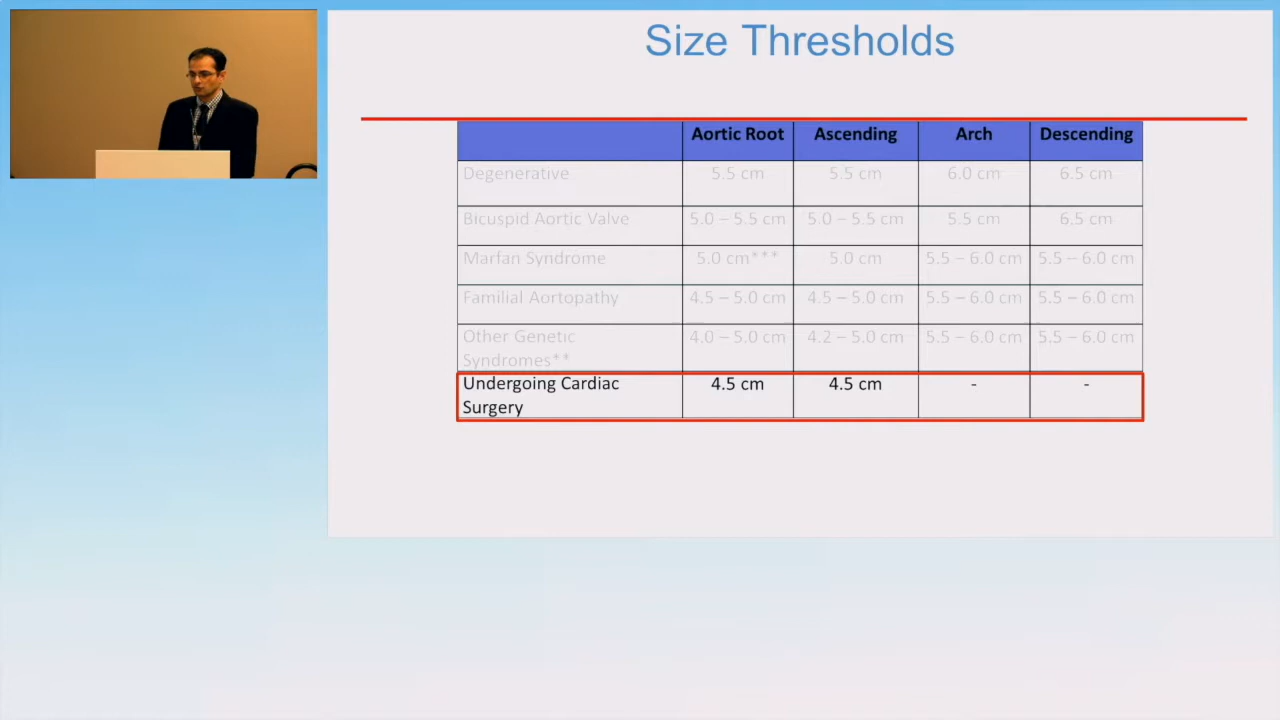 Size Thresholds
Aortic Root Ascending Arch Descending
Degenerative 5.5 cm 5.5 cm 6.0 cm 6.5 cm
Bicuspid Aortic Valve 5.0 – 5.5 cm 5.0 – 5.5 cm 5.5 cm 6.5 cm
Marfan Syndrome 5.0 cm*** 5.0 cm 5.5 – 6.0 cm 5.5 – 6.0 cm
Familial Aortopathy 4.5 – 5.0 cm 4.5 – 5.0 cm 5.5 – 6.0 cm 5.5 – 6.0 cm
Other Genetic 4.0 – 5.0 cm 4.2 – 5.0 cm 5.5 – 6.0 cm 5.5 – 6.0 cm
Syndromes**
Undergoing Cardiac 4.5 cm 4.5 cm - -
Surgery